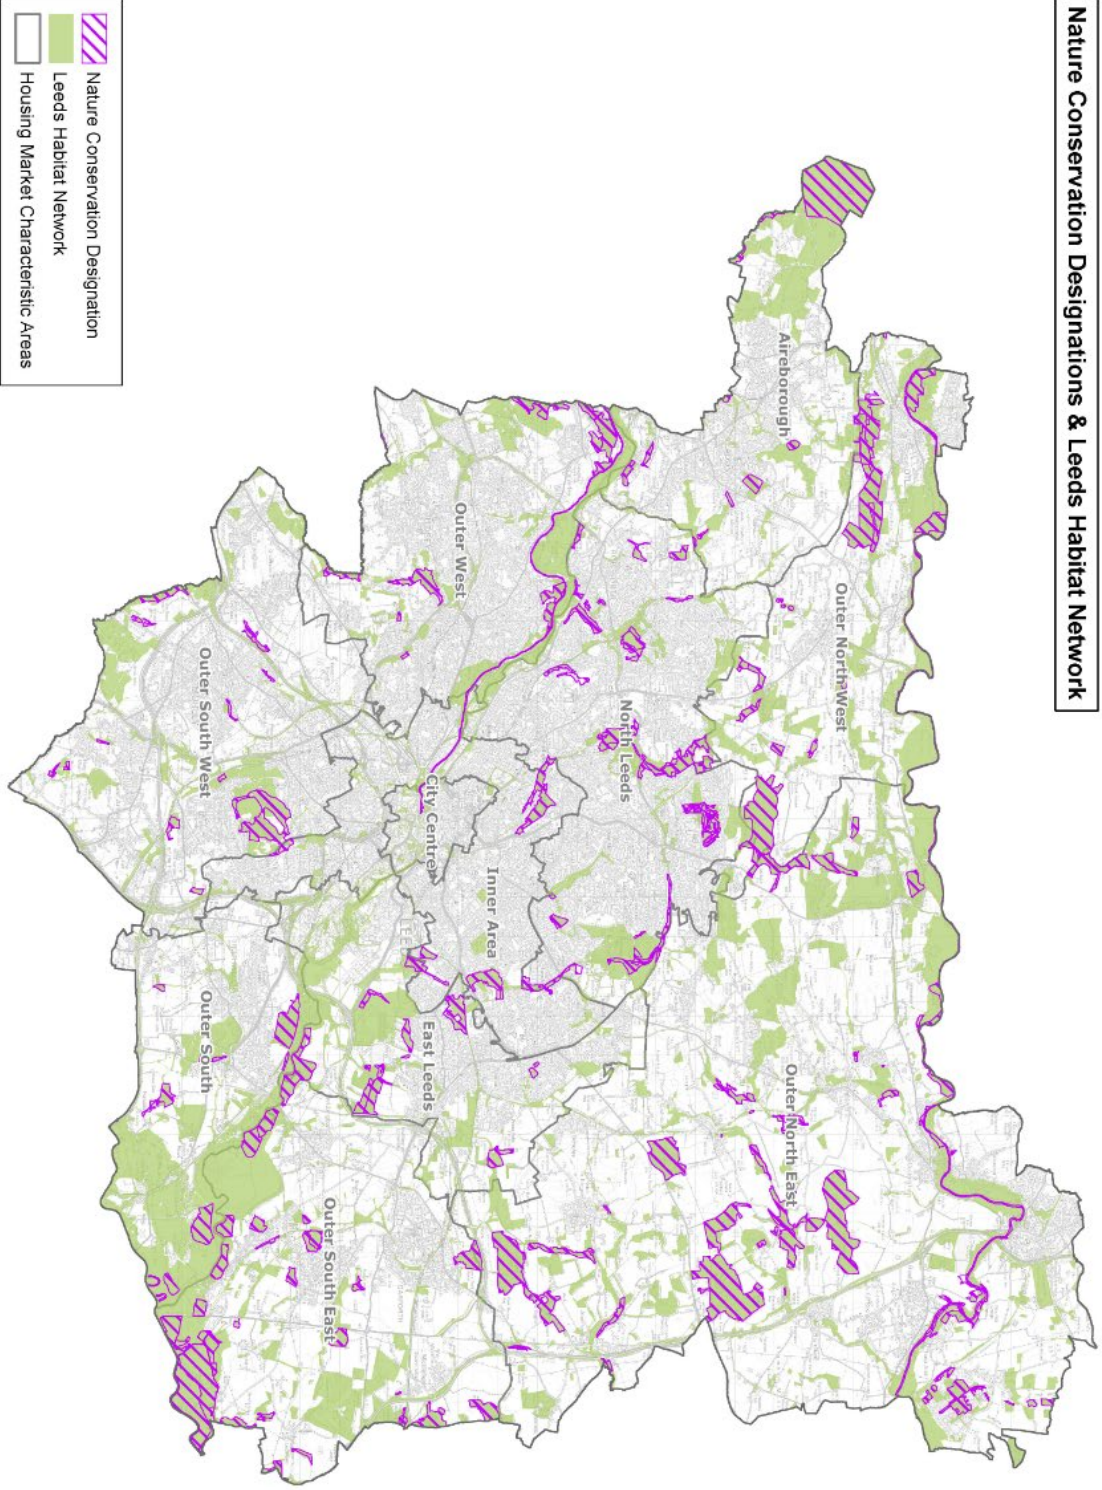 Nature Conservation Designations & Leeds Habitat Network
Aireborough
Outer North West
Outer North East
North Leeds
Outer West
Inner Area
City Centre
East Leeds
LEEDS
Outer South West
Outer South
Outer South East
Nature Conservation Designation
Leeds Habitat Network
Housing Market Characteristic Areas